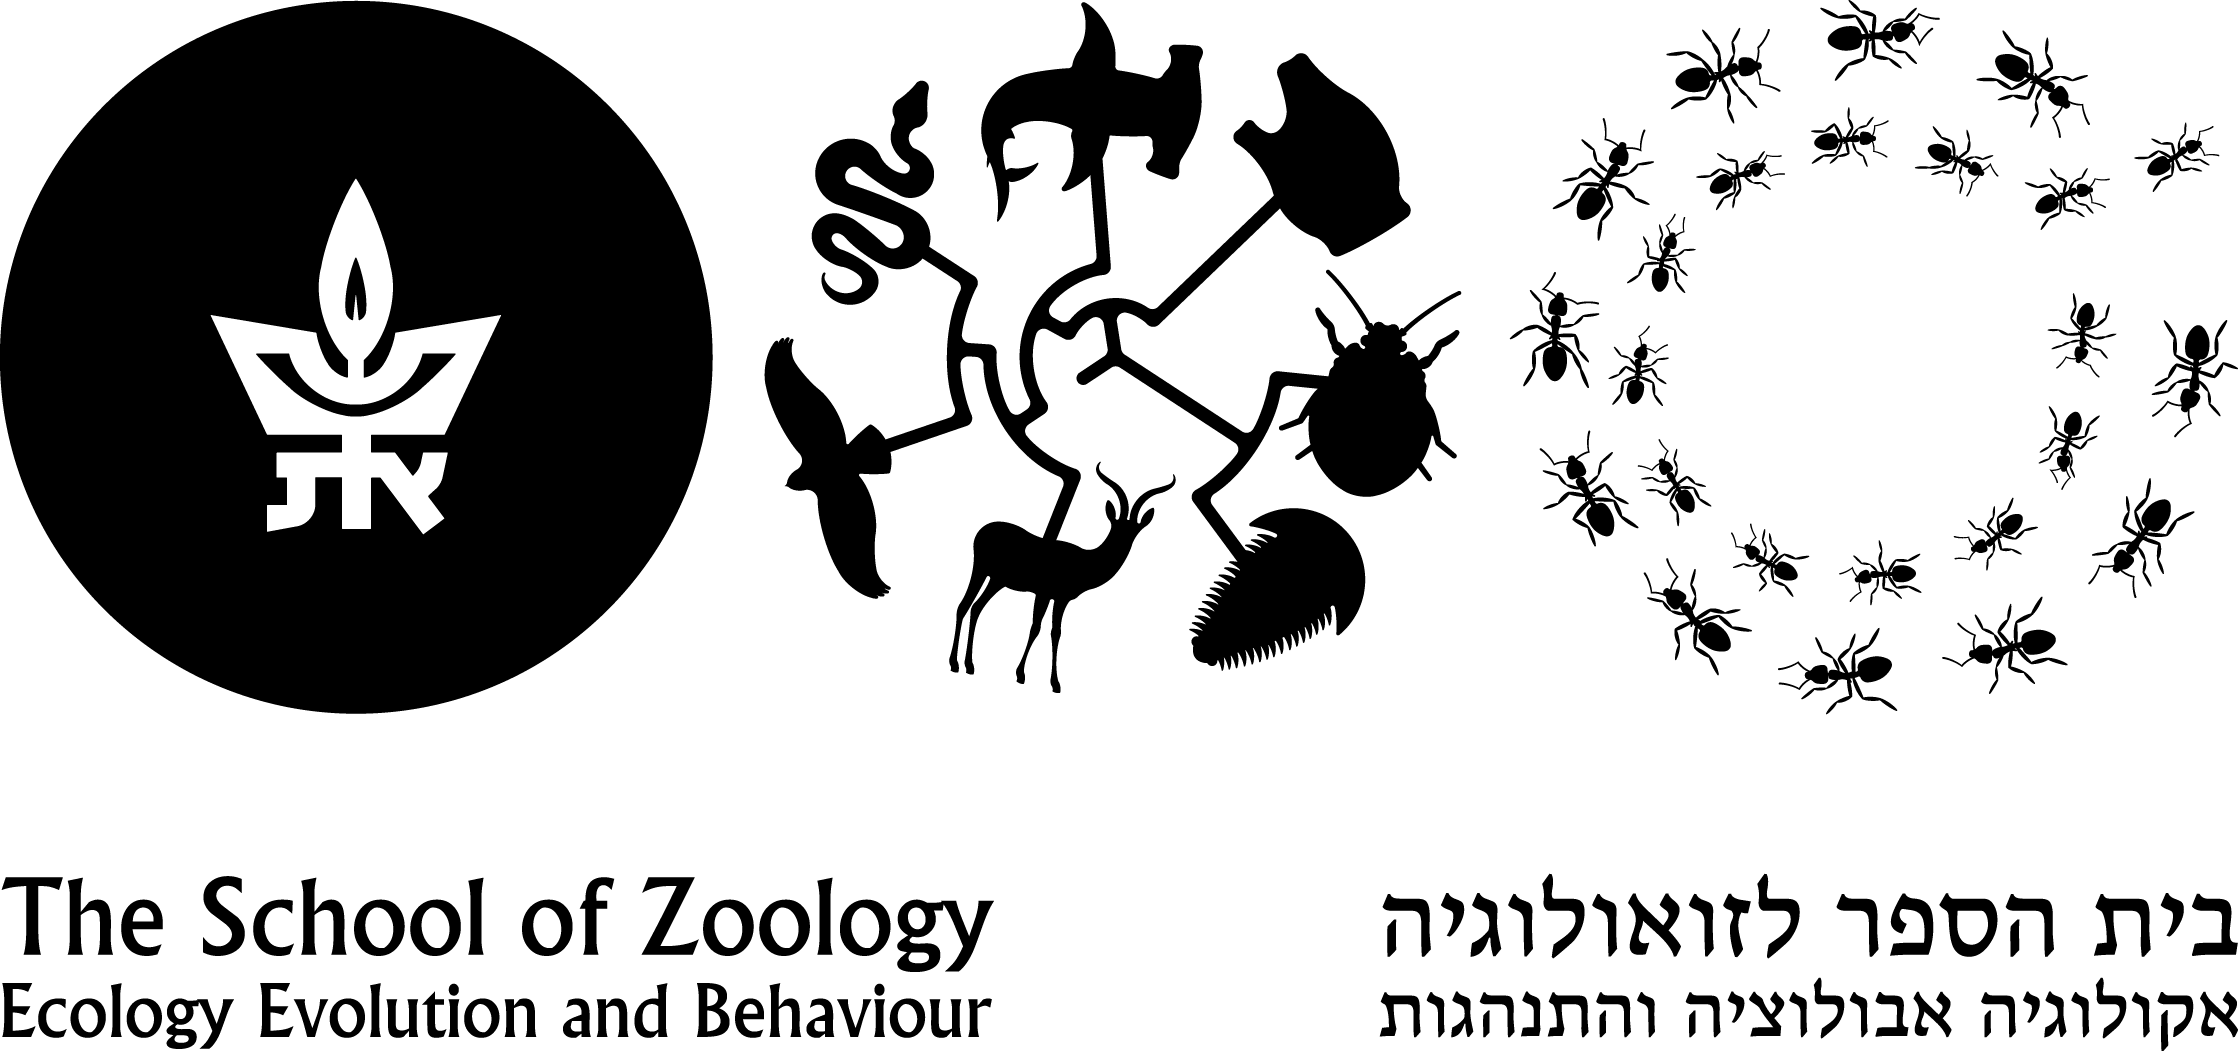 את
The School of Zoology
Ecology Evolution and Behaviour
בית הספר לזואולוגיה
אקולוגיה אבולוציה והתנהגות